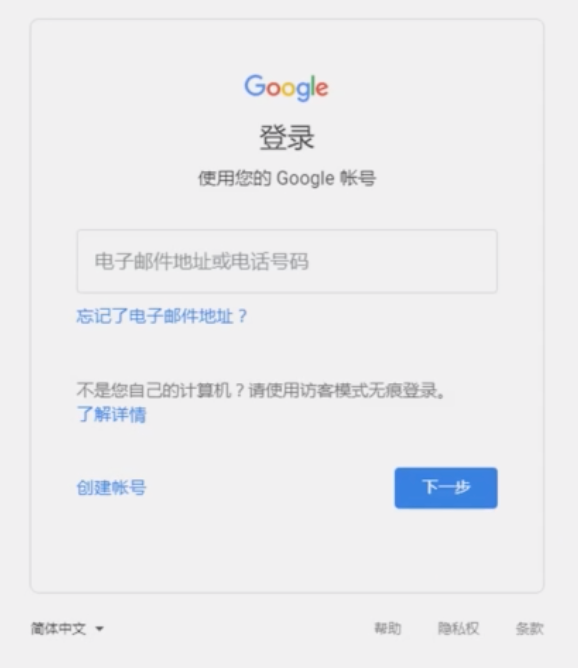 Google
登录
使用您的 Google 帐号
电子邮件地址或电话号码
忘记了电子邮件地址？
不是您自己的计算机？请使用访客模式无痕登录。
了解详情
创建帐号
下一步
简体中文
帮助
隐私权
条款